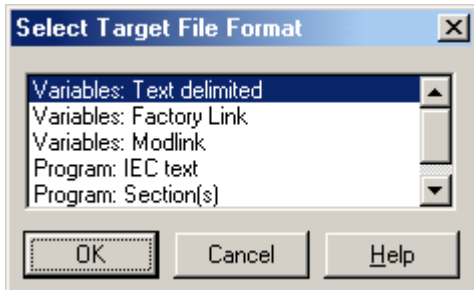 Select Target File Format
Variables: Text delimited
Variables: Factory Link
Variables: Modlink
Program: IEC text
Program: Section(s)
OK Cancel Help